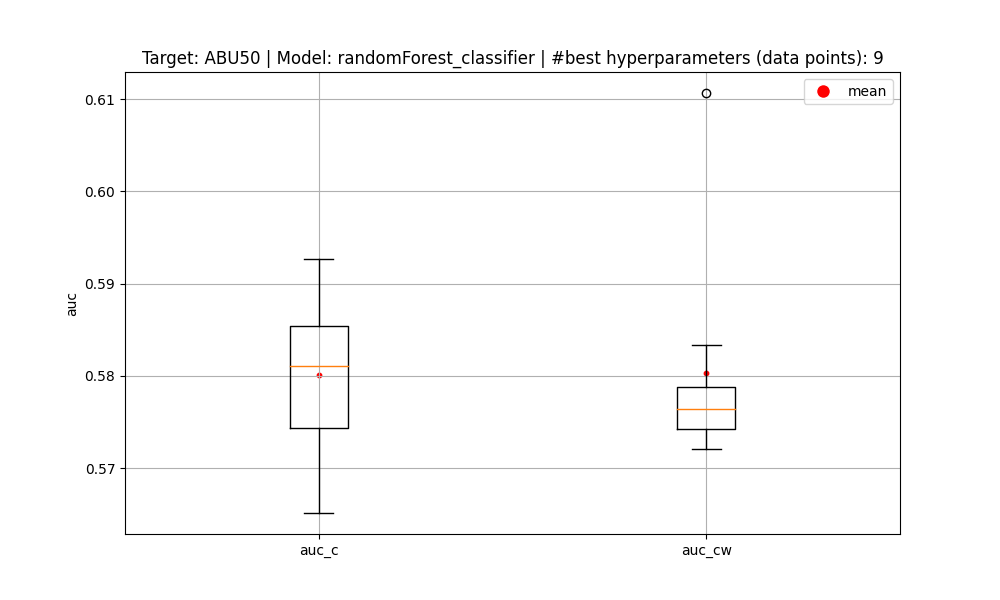 Target: ABU50 | Model: randomForest_classifier | #best hyperparameters (data points): 9
mean
0.61
0.60
0.59
0.58
0.57
auc
auc_c
auc_cw